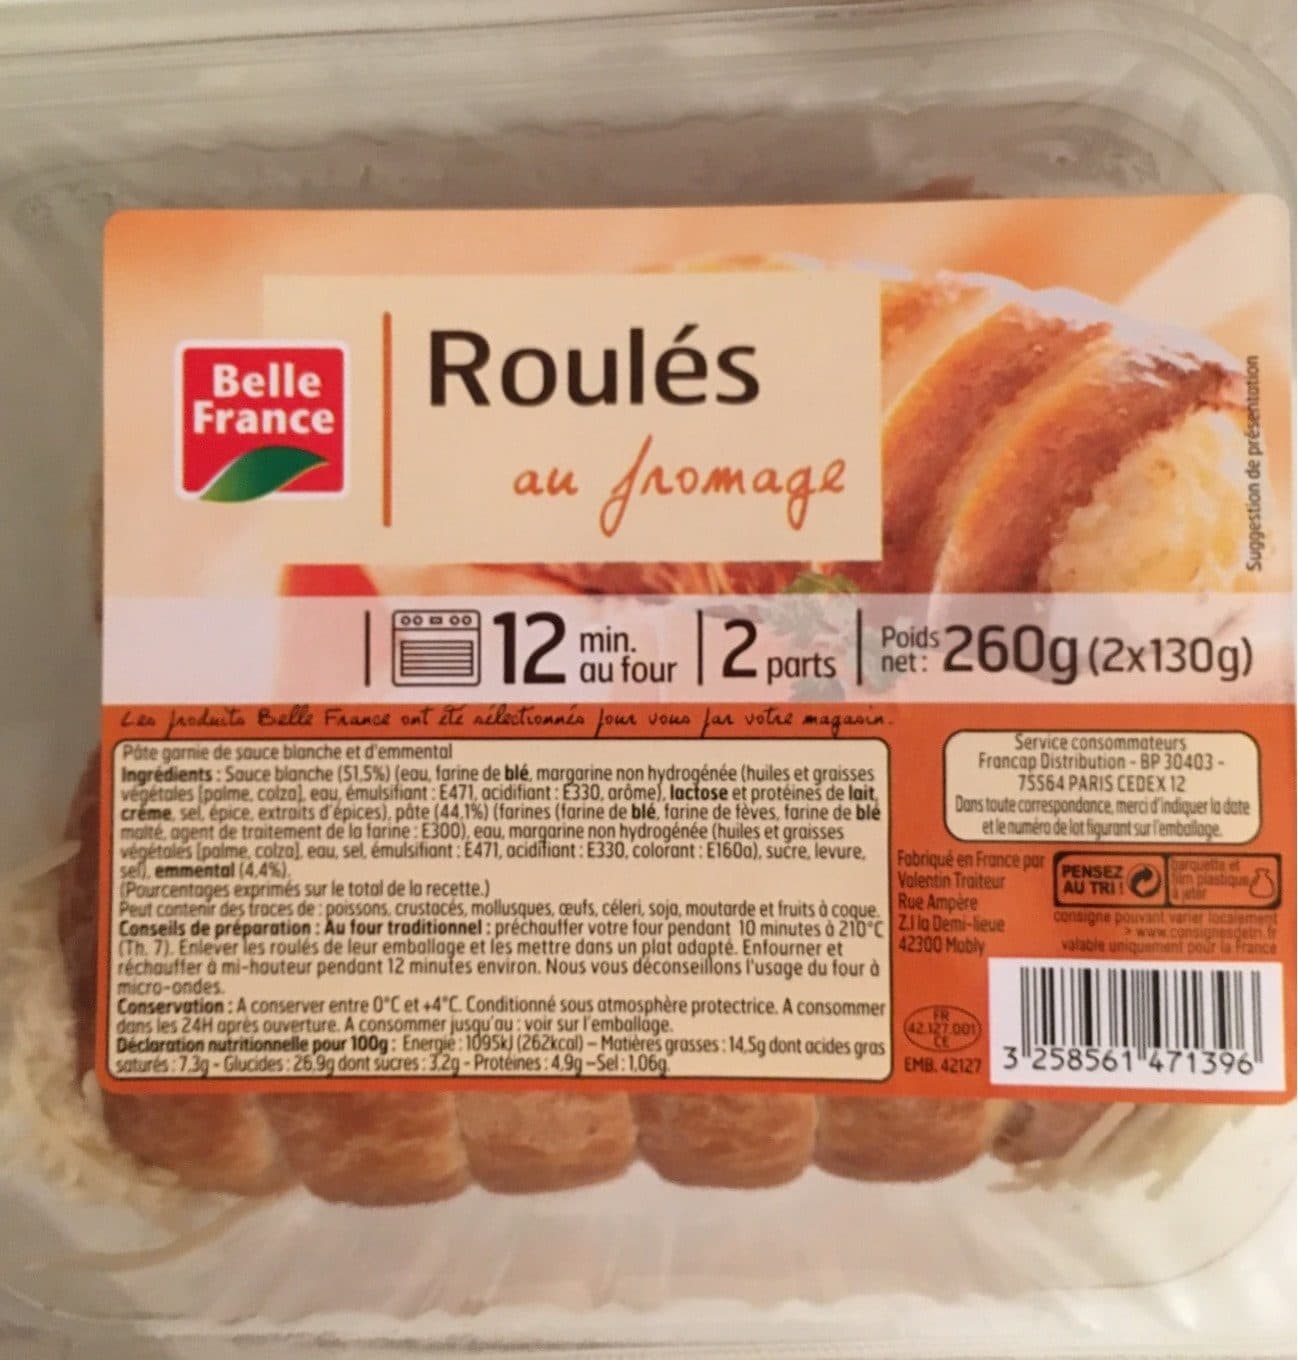 Belle
France
Roulés
au fromage
Suggestion de présentation
12 min.
au four
2 parts
Poids
net : 260g (2x130g)
Les produits Belle France ont été sélectionnés pour vous par votre magasin.
Pâte garnie de sauce blanche et d'emmental
Ingrédients : Sauce blanche (51,5%) (eau, farine de blé, margarine non hydrogénée (huiles et graisses
végétales [palme, colza], eau, émulsifiant : E471, acidifiant : E330, arôme), lactose et protéines de lait,
crème, sel, épice, extraits d'épices), pâte (44,1%) (farines (farine de blé, farine de fèves, farine de blé
malté, agent de traitement de la farine : E300), eau, margarine non hydrogénée (huiles et graisses
végétales [palme, colza], eau, sel, émulsifiant : E471, acidifiant : E330, colorant : E160a), sucre, levure,
sel), emmental (4,4%).
(Pourcentages exprimés sur le total de la recette.)
Peut contenir des traces de : poissons, crustacés, mollusques, œufs, céleri, soja, moutarde et fruits à coque.
Conseils de préparation : Au four traditionnel : préchauffer votre four pendant 10 minutes à 210°C
(Th. 7). Enlever les roulés de leur emballage et les mettre dans un plat adapté. Enfourner et
réchauffer à mi-hauteur pendant 12 minutes environ. Nous vous déconseillons l'usage du four à
micro-ondes.
Conservation : A conserver entre 0°C et +4°C. Conditionné sous atmosphère protectrice. A consommer
dans les 24H après ouverture. A consommer jusqu'au : voir sur l'emballage.
Déclaration nutritionnelle pour 100g : Energie : 1095kJ (262kcal) – Matières grasses : 14,5g dont acides gras
saturés : 7,3g - Glucides : 26,9g dont sucres : 3,2g - Protéines : 4,9g – Sel : 1,06g.
Service consommateurs
Francap Distribution - BP 30403 -
75564 PARIS CEDEX 12
Dans toute correspondance, merci d'indiquer la date
et le numéro de lot figurant sur l'emballage.
Fabriqué en France par
Valentin Traiteur
Rue Ampère
Z.I la Demi-lieue
42300 Mably
PENSEZ
AU TRI !
barquette et
film plastique
à jeter
consigne pouvant varier localement
> www.consignesdetri.fr
valable uniquement pour la France
FR
42.127.001
CE
EMB. 42127
3 258561 471396